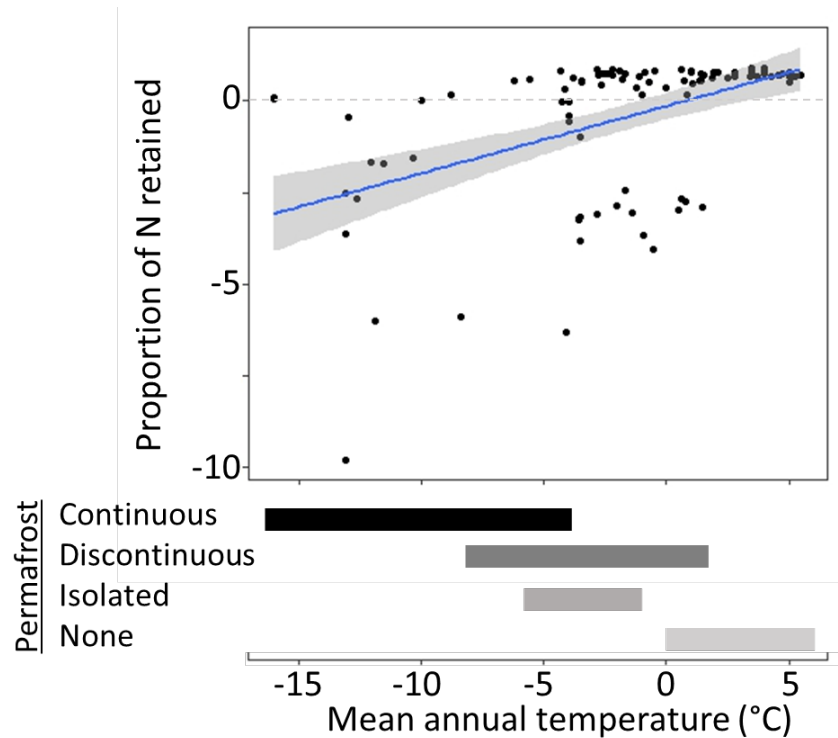 Proportion of N retained
0
-5
-10
Permafrost
Continuous
Discontinuous
Isolated
None
-15 -10 -5 0 5
Mean annual temperature (°C)